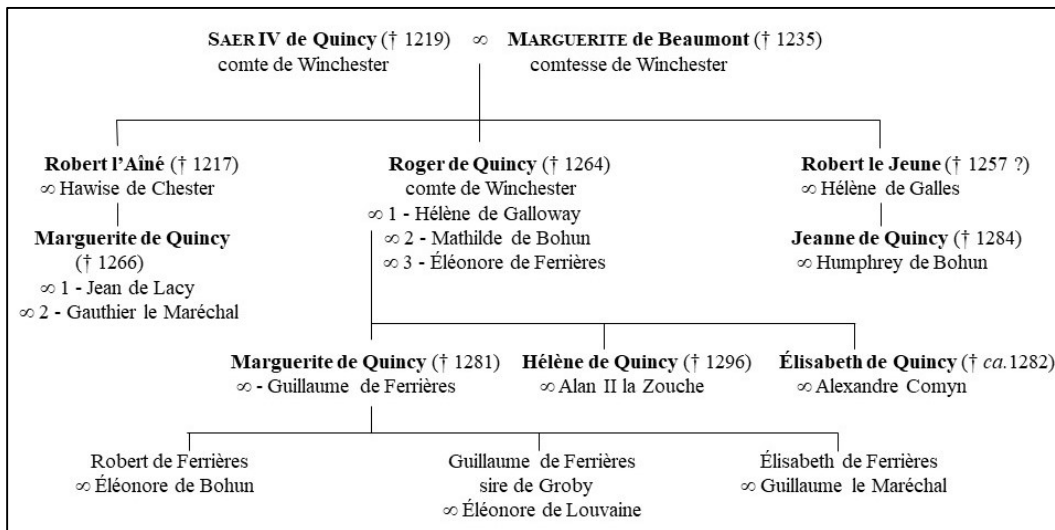 SAER IV de Quincy († 1219) ∞ MARGUERITE de Beaumont († 1235)
comte de Winchester comtesse de Winchester
Robert l'Aîné († 1217)
∞ Hawise de Chester
Marguerite de Quincy
(† 1266)
∞ 1 - Jean de Lacy
∞ 2 - Gauthier le Maréchal
Roger de Quincy († 1264)
comte de Winchester
∞ 1 - Hélène de Galloway
∞ 2 - Mathilde de Bohun
∞ 3 - Éléonore de Ferrières
Robert le Jeune († 1257 ?)
∞ Hélène de Galles
Jeanne de Quincy († 1284)
∞ Humphrey de Bohun
Marguerite de Quincy († 1281)
∞ - Guillaume de Ferrières
Hélène de Quincy († 1296)
∞ Alan II la Zouche
Élisabeth de Quincy († ca.1282)
∞ Alexandre Comyn
Robert de Ferrières
∞ Éléonore de Bohun
Guillaume de Ferrières
sire de Groby
∞ Éléonore de Louvaine
Élisabeth de Ferrières
∞ Guillaume le Maréchal